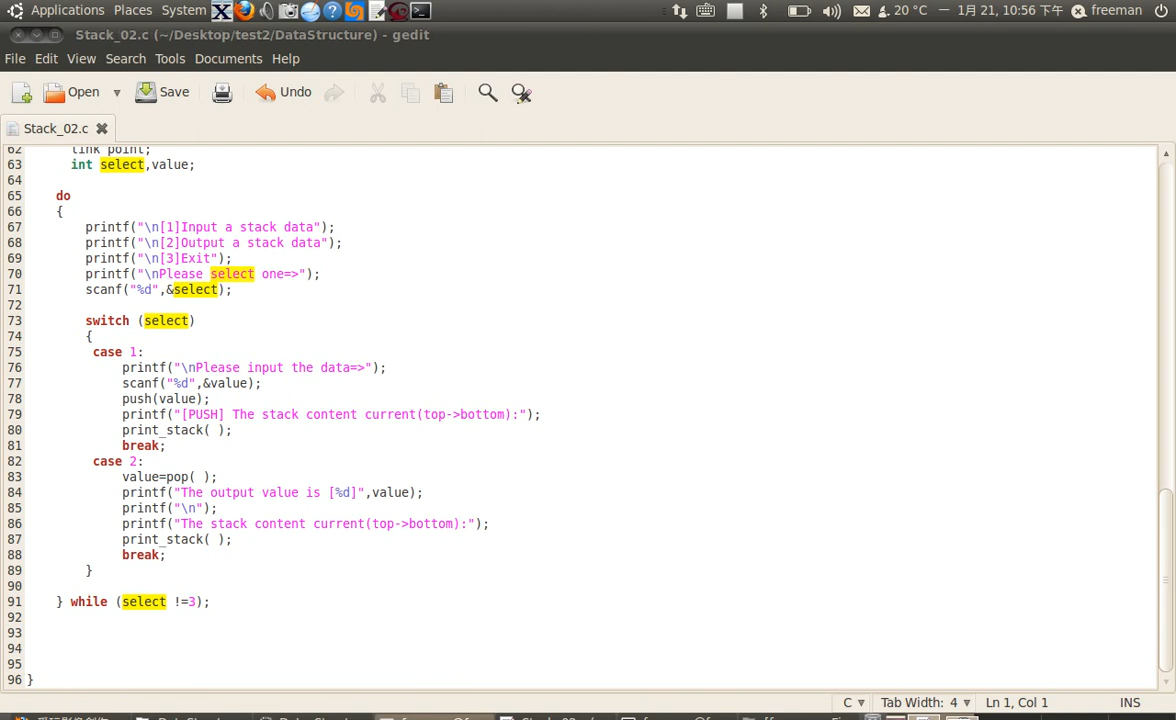 Applications Places System 20 °C 一 1月 21, 10:56 下午 freeman
Stack_02.c (~/Desktop/test2/DataStructure) - gedit
File Edit View Search Tools Documents Help
Open Save Undo
Stack_02.c
62 link point;
63 int select,value;
64
65 do
66 {
67 printf("\n[1]Input a stack data");
68 printf("\n[2]Output a stack data");
69 printf("\n[3]Exit");
70 printf("\nPlease select one=>");
71 scanf("%d",&select);
72
73 switch (select)
74 {
75 case 1:
76 printf("\nPlease input the data=>");
77 scanf("%d",&value);
78 push(value);
79 printf("[PUSH] The stack content current(top->bottom):");
80 print_stack( );
81 break;
82 case 2:
83 value=pop( );
84 printf("The output value is [%d]",value);
85 printf("\n");
86 printf("The stack content current(top->bottom):");
87 print_stack( );
88 break;
89 }
90
91 } while (select !=3);
92
93
94
95
96 }
C Tab Width: 4 Ln 1, Col 1 INS